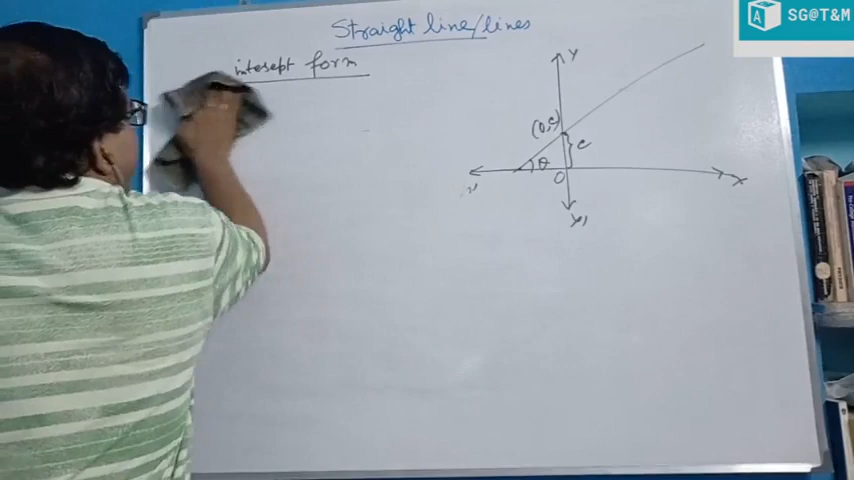 Straight line/lines
intesept form
Y
(0,c)
c
θ
O
X
X'
Y'
SG@T&M
A